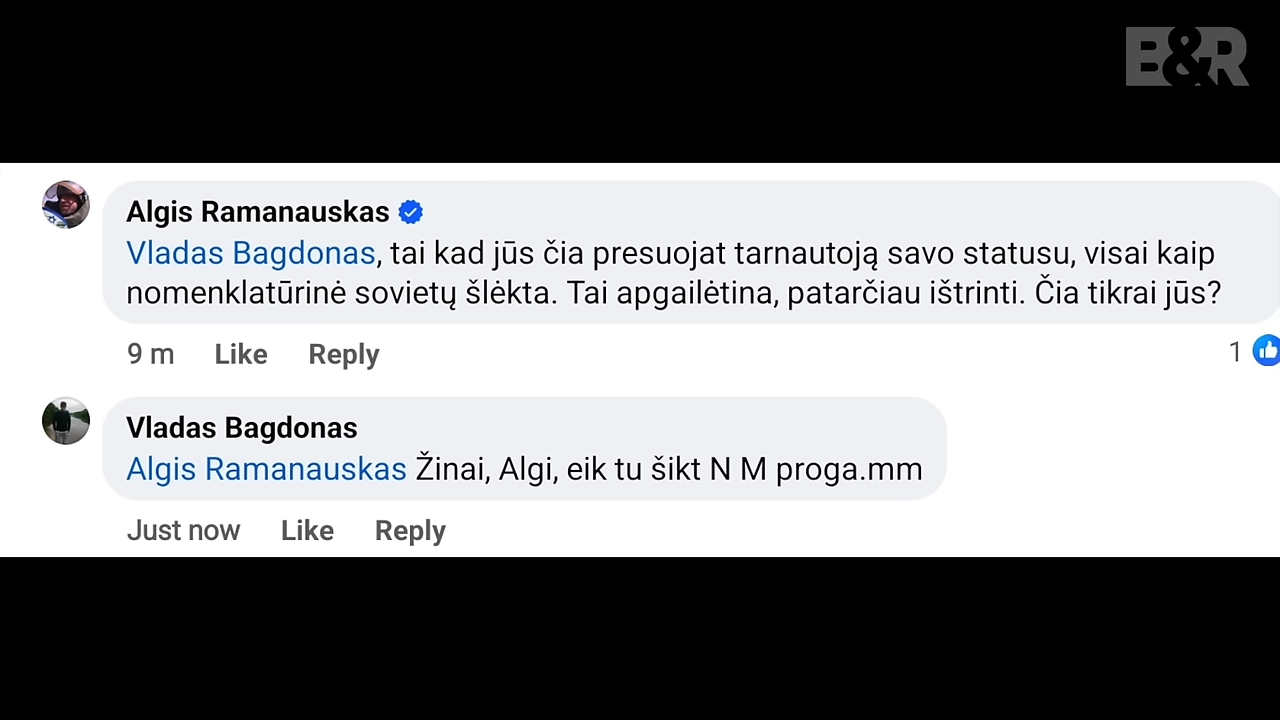 B&R
Algis Ramanauskas
Vladas Bagdonas, tai kad jūs čia presuojat tarnautoją savo statusu, visai kaip
nomenklatūrinė sovietų šlėkta. Tai apgailėtina, patarčiau ištrinti. Čia tikrai jūs?
9 m Like Reply 1
Vladas Bagdonas
Algis Ramanauskas Žinai, Algi, eik tu šikt N M proga.mm
Just now Like Reply